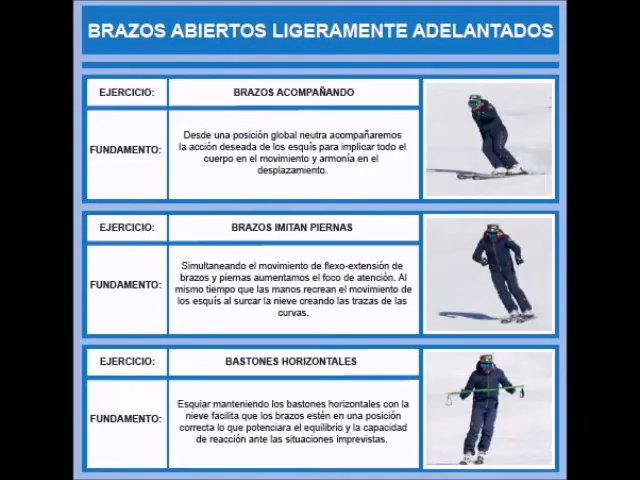 BRAZOS ABIERTOS LIGERAMENTE ADELANTADOS
EJERCICIO: BRAZOS ACOMPAÑANDO
FUNDAMENTO:
Desde una posición global neutra acompañaremos
la acción deseada de los esquís para implicar todo el
cuerpo en el movimiento y armonía en el
desplazamiento.
EJERCICIO: BRAZOS IMITAN PIERNAS
FUNDAMENTO:
Simultaneando el movimiento de flexo-extensión de
brazos y piernas aumentamos el foco de atención. Al
mismo tiempo que las manos recrean el movimiento de
los esquís al surcar la nieve creando las trazas de las
curvas.
EJERCICIO: BASTONES HORIZONTALES
FUNDAMENTO:
Esquiar manteniendo los bastones horizontales con la
nieve facilita que los brazos estén en una posición
correcta lo que potenciara el equilibrio y la capacidad
de reacción ante las situaciones imprevistas.